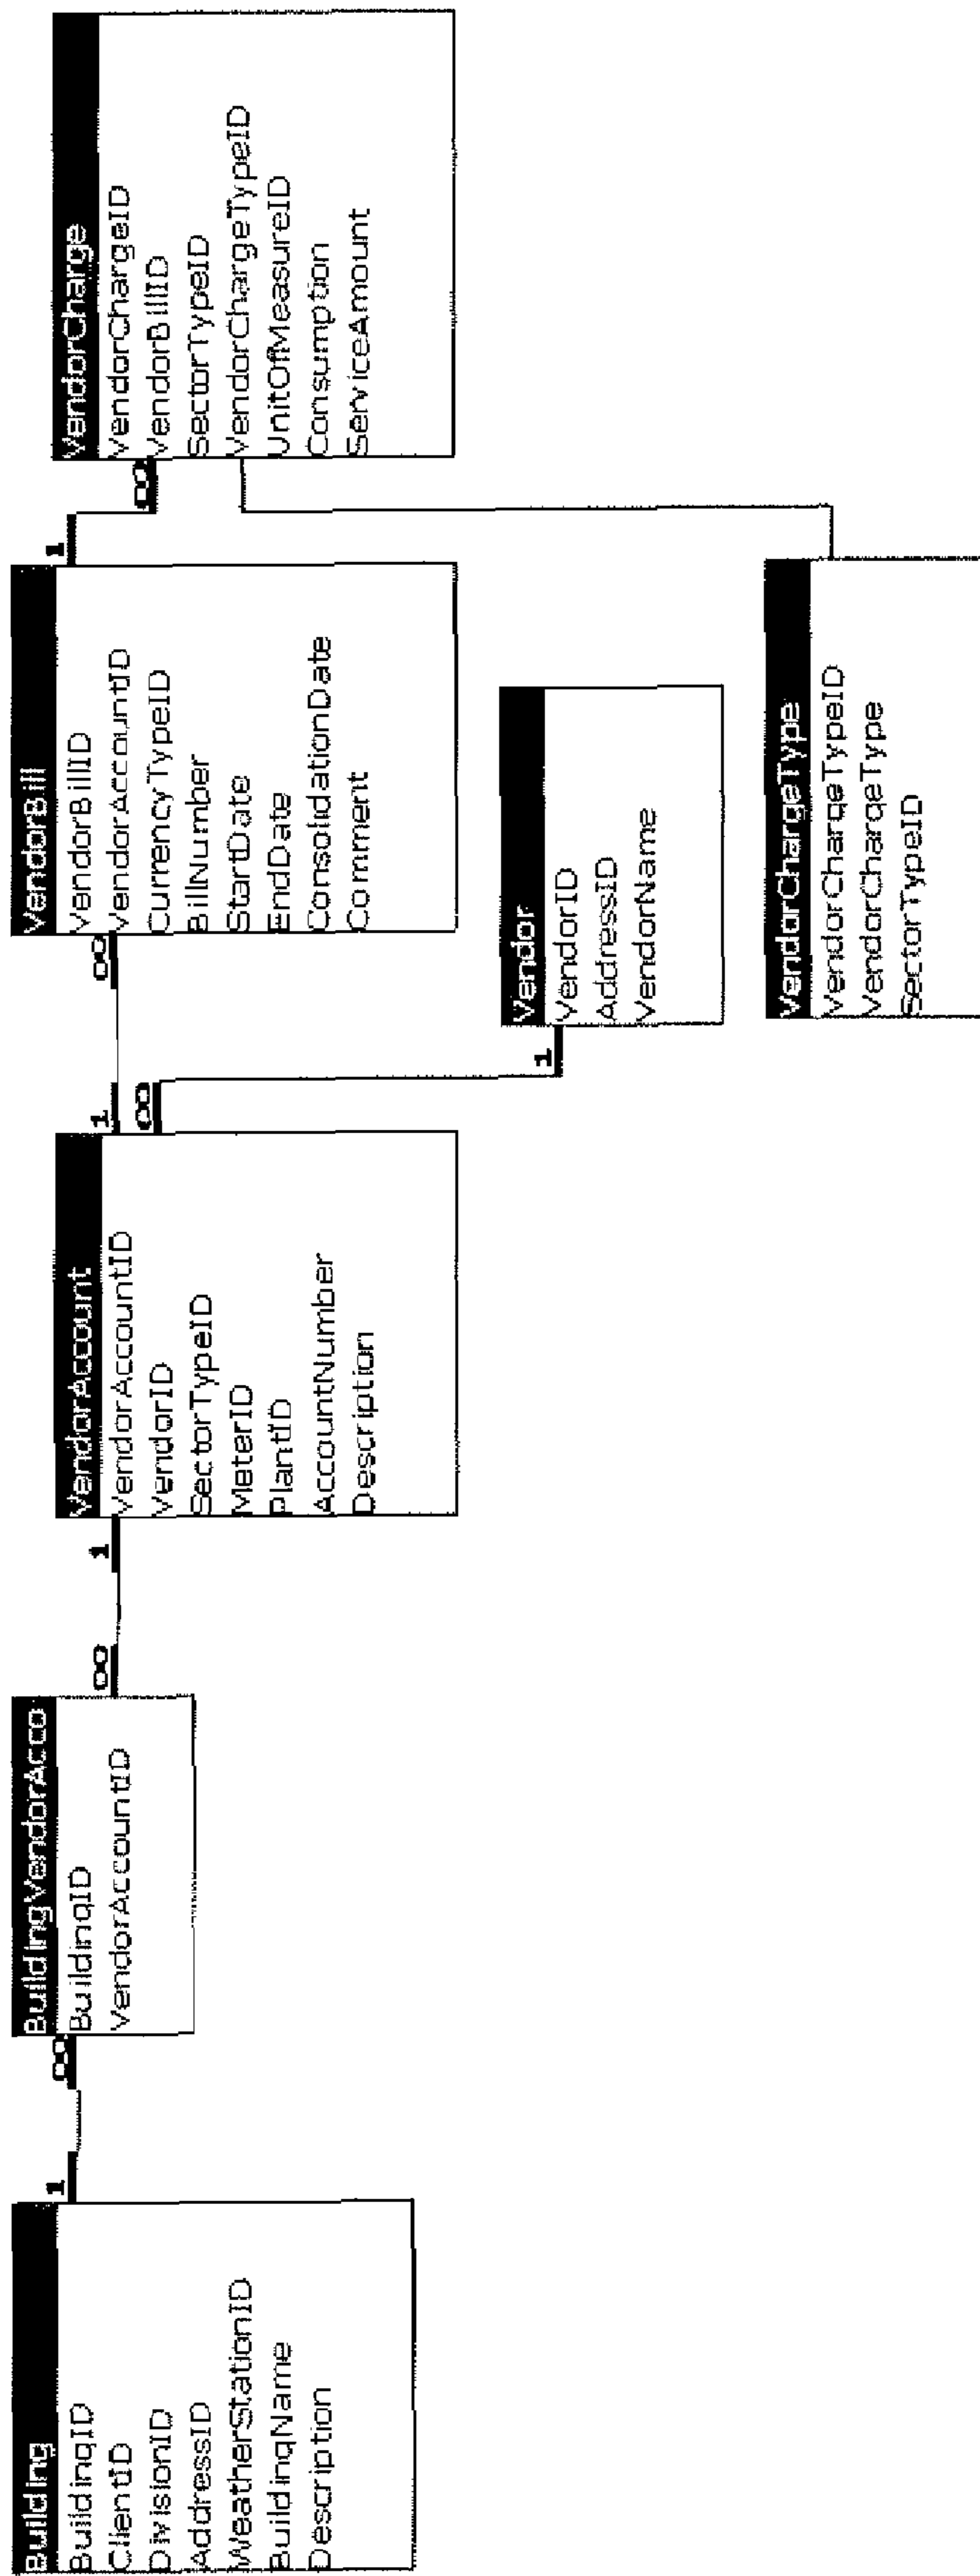 Building
BuildingID
ClientID
DivisionID
AddressID
WeatherStationID
BuildingName
Description
1
∞
BuildingVendorAcco
BuildingID
VendorAccountID
∞
1
VendorAccount
VendorAccountID
VendorID
SectorTypeID
MeterID
PlantID
AccountNumber
Description
1
∞
∞
1
VendorBill
VendorBillID
VendorAccountID
CurrencyTypeID
BillNumber
StartDate
EndDate
ConsolidationDate
Comment
1
∞
VendorCharge
VendorChargeID
VendorBillID
SectorTypeID
VendorChargeTypeID
UnitOfMeasureID
Consumption
ServiceAmount
Vendor
VendorID
AddressID
VendorName
VendorChargeType
VendorChargeTypeID
VendorChargeType
SectorTypeID